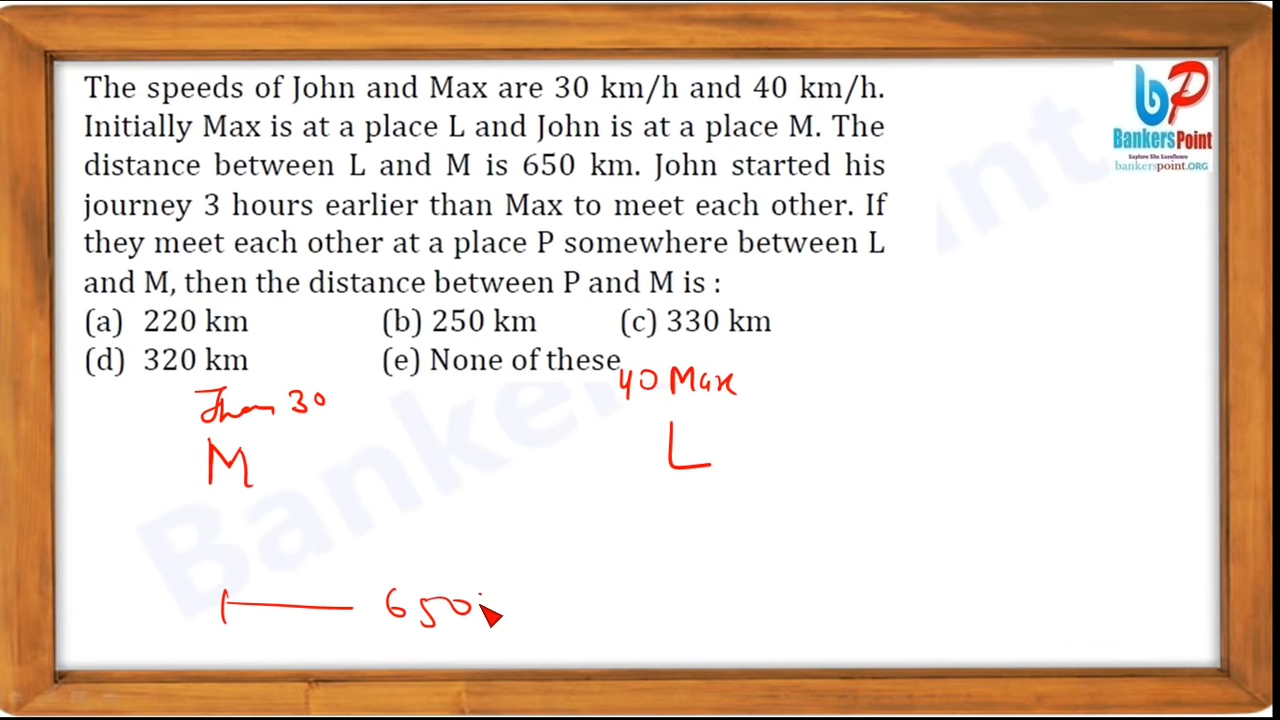 The speeds of John and Max are 30 km/h and 40 km/h.
Initially Max is at a place L and John is at a place M. The
distance between L and M is 650 km. John started his
journey 3 hours earlier than Max to meet each other. If
they meet each other at a place P somewhere between L
and M, then the distance between P and M is :
(a) 220 km (b) 250 km (c) 330 km
(d) 320 km (e) None of these
BankersPoint
Explore the Excellence
bankerspoint.ORG
30
40 Max
M
L
650